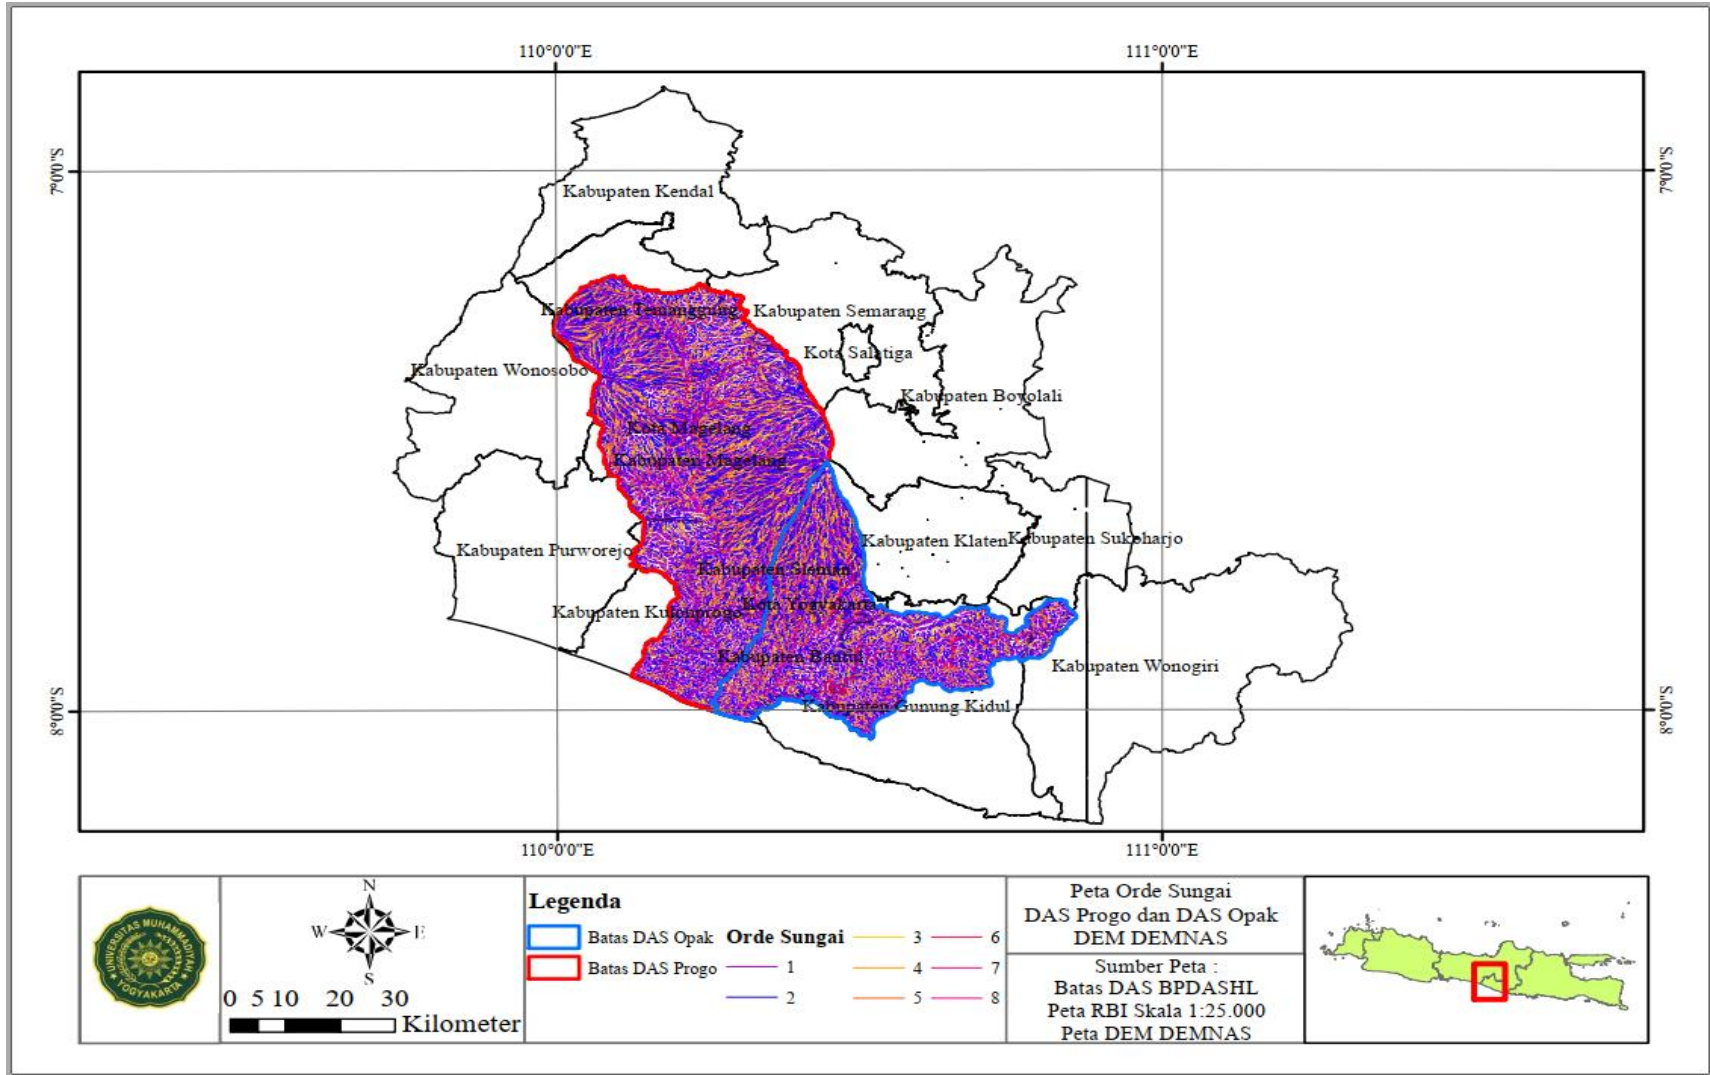 110°0'0"E 111°0'0"E
7°0'0"S 7°0'0"S
Kabupaten Kendal
Kabupaten Temanggung
Kabupaten Semarang
Kota Salatiga
Kabupaten Wonosobo
Kabupaten Boyolali
Kota Magelang
Kabupaten Magelang
Kabupaten Klaten
Kabupaten Sukoharjo
Kabupaten Purworejo
Kabupaten Sleman
Kota Yogyakarta
Kabupaten Kulonprogo
Kabupaten Bantul
Kabupaten Wonogiri
Kabupaten Gunung Kidul
8°0'0"S 8°0'0"S
110°0'0"E 111°0'0"E
UNIVERSITAS MUHAMMADIYAH
YOGYAKARTA
N
W E
S
0 5 10 20 30
Kilometer
Legenda
Batas DAS Opak
Batas DAS Progo
Orde Sungai
1
2
3
4
5
6
7
8
Peta Orde Sungai
DAS Progo dan DAS Opak
DEM DEMNAS
Sumber Peta :
Batas DAS BPDASHL
Peta RBI Skala 1:25.000
Peta DEM DEMNAS